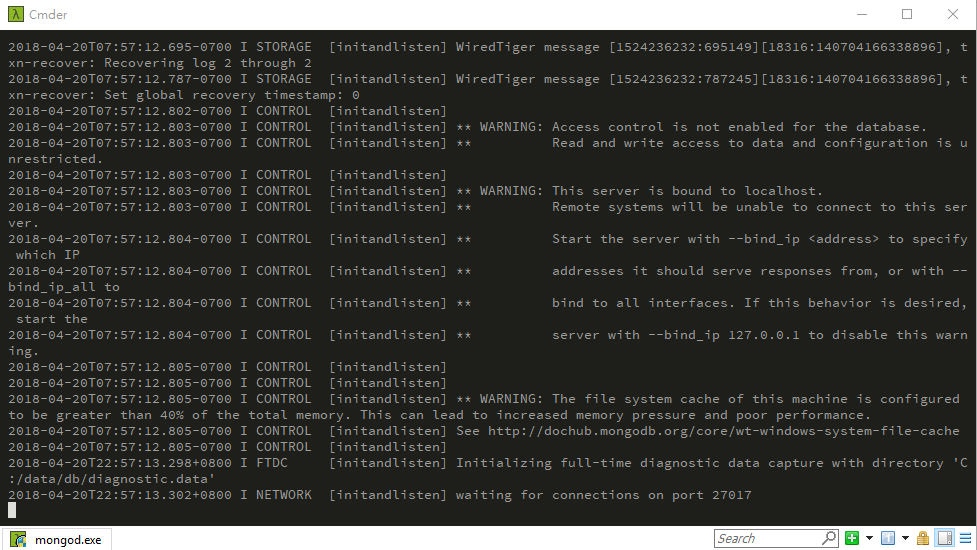 Cmder
2018-04-20T07:57:12.695-0700 I STORAGE  [initandlisten] WiredTiger message [1524236232:695149][18316:140704166338896], t
xn-recover: Recovering log 2 through 2
2018-04-20T07:57:12.787-0700 I STORAGE  [initandlisten] WiredTiger message [1524236232:787245][18316:140704166338896], t
xn-recover: Set global recovery timestamp: 0
2018-04-20T07:57:12.802-0700 I CONTROL  [initandlisten]
2018-04-20T07:57:12.803-0700 I CONTROL  [initandlisten] ** WARNING: Access control is not enabled for the database.
2018-04-20T07:57:12.803-0700 I CONTROL  [initandlisten] **          Read and write access to data and configuration is u
nrestricted.
2018-04-20T07:57:12.803-0700 I CONTROL  [initandlisten]
2018-04-20T07:57:12.803-0700 I CONTROL  [initandlisten] ** WARNING: This server is bound to localhost.
2018-04-20T07:57:12.803-0700 I CONTROL  [initandlisten] **          Remote systems will be unable to connect to this ser
ver.
2018-04-20T07:57:12.804-0700 I CONTROL  [initandlisten] **          Start the server with --bind_ip <address> to specify
 which IP
2018-04-20T07:57:12.804-0700 I CONTROL  [initandlisten] **          addresses it should serve responses from, or with --
bind_ip_all to
2018-04-20T07:57:12.804-0700 I CONTROL  [initandlisten] **          bind to all interfaces. If this behavior is desired,
 start the
2018-04-20T07:57:12.804-0700 I CONTROL  [initandlisten] **          server with --bind_ip 127.0.0.1 to disable this warn
ing.
2018-04-20T07:57:12.805-0700 I CONTROL  [initandlisten]
2018-04-20T07:57:12.805-0700 I CONTROL  [initandlisten]
2018-04-20T07:57:12.805-0700 I CONTROL  [initandlisten] ** WARNING: The file system cache of this machine is configured
to be greater than 40% of the total memory. This can lead to increased memory pressure and poor performance.
2018-04-20T07:57:12.805-0700 I CONTROL  [initandlisten] See http://dochub.mongodb.org/core/wt-windows-system-file-cache
2018-04-20T07:57:12.805-0700 I CONTROL  [initandlisten]
2018-04-20T22:57:13.298+0800 I FTDC     [initandlisten] Initializing full-time diagnostic data capture with directory 'C
:/data/db/diagnostic.data'
2018-04-20T22:57:13.302+0800 I NETWORK  [initandlisten] waiting for connections on port 27017
mongod.exe
Search